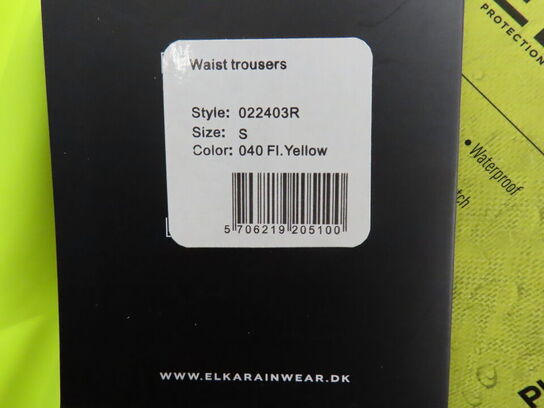 Waist trousers
Style: 022403R
Size: S
Color: 040 Fl.Yellow
5 706219 205100
WWW.ELKARAINWEAR.DK
PROTECTION
• Waterproof